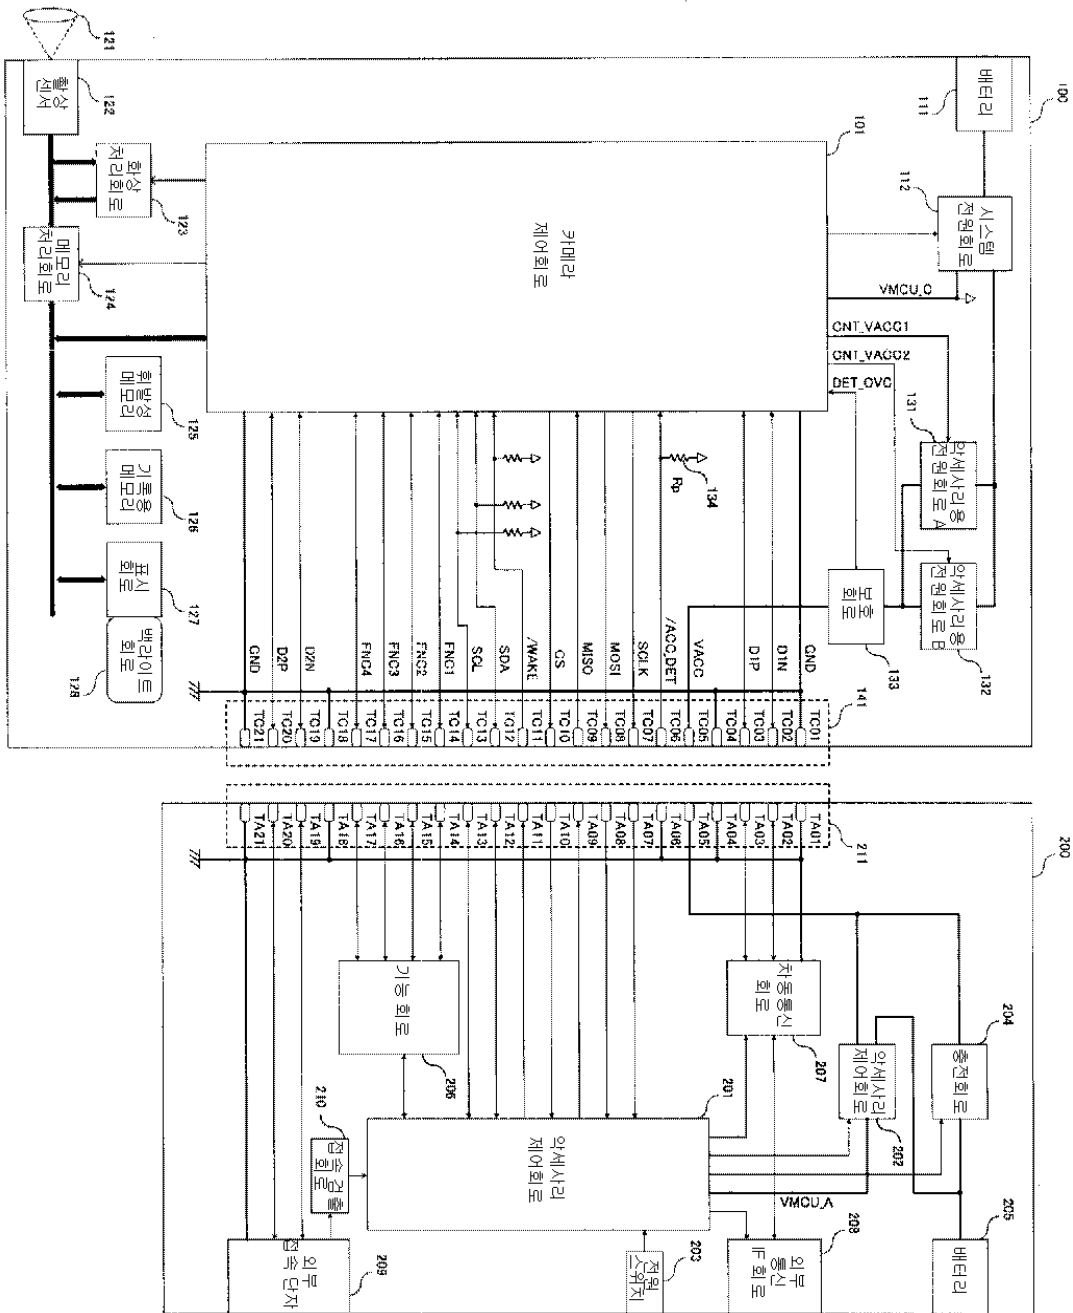 100
배터리
111
시스템
전원회로
112
VMCU_C
CNT_VACC1
CNT_VACC2
DET_OVC
131
악세사리용
전원회로 A
악세사리용
전원회로 B
132
보호
회로
133
101
카메라
제어회로
134
Rp
121
촬상
센서
122
화상
처리회로
123
메모리
처리회로
124
휘발성
메모리
125
기록용
메모리
126
표시
회로
127
백라이트
회로
128
GND
D1N
D1P
VACC
/ACC_DET
SCLK
MOSI
MISO
CS
/WAKE
SDA
SCL
FNC1
FNC2
FNC3
FNC4
D2N
D2P
GND
141
TC01
TC02
TC03
TC04
TC05
TC06
TC07
TC08
TC09
TC10
TC11
TC12
TC13
TC14
TC15
TC16
TC17
TC18
TC19
TC20
TC21
200
211
TA01
TA02
TA03
TA04
TA05
TA06
TA07
TA08
TA09
TA10
TA11
TA12
TA13
TA14
TA15
TA16
TA17
TA18
TA19
TA20
TA21
204
충전회로
악세사리
제어회로
202
배터리
205
차동통신
회로
207
기능 회로
206
201
악세사리
제어회로
VMCU_A
210
접속 검출
회로
외부
접속 단자
209
전원
스위치
203
외부
통신
IF회로
208